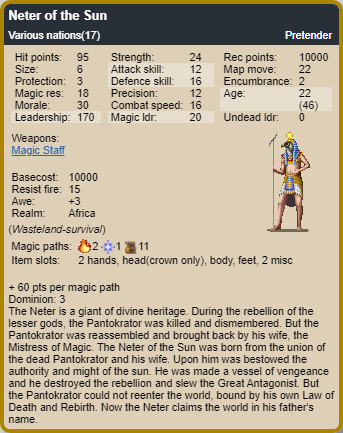 Neter of the Sun
Various nations(17) Pretender
Hit points: 95 Strength: 24 Rec points: 10000
Size: 6 Attack skill: 12 Map move: 22
Protection: 3 Defence skill: 16 Encumbrance: 2
Magic res: 18 Precision: 12 Age: 22
Morale: 30 Combat speed: 16 (46)
Leadership: 170 Magic ldr: 20 Undead ldr: 0
Weapons:
Magic Staff
Basecost: 10000
Resist fire: 15
Awe: +3
Realm: Africa
(Wasteland-survival)
Magic paths: 2 1 11
Item slots: 2 hands, head(crown only), body, feet, 2 misc
+ 60 pts per magic path
Dominion: 3
The Neter is a giant of divine heritage. During the rebellion of
the lesser gods, the Pantokrator was killed and dismembered. But the
Pantokrator was reassembled and brought back by his wife, the
Mistress of Magic. The Neter of the Sun was born from the union of
the dead Pantokrator and his wife. Upon him was bestowed the
authority and might of the sun. He was made a vessel of vengeance
and he destroyed the rebellion and slew the Great Antagonist. But
the Pantokrator could not reenter the world, bound by his own Law of
Death and Rebirth. Now the Neter claims the world in his father's
name.